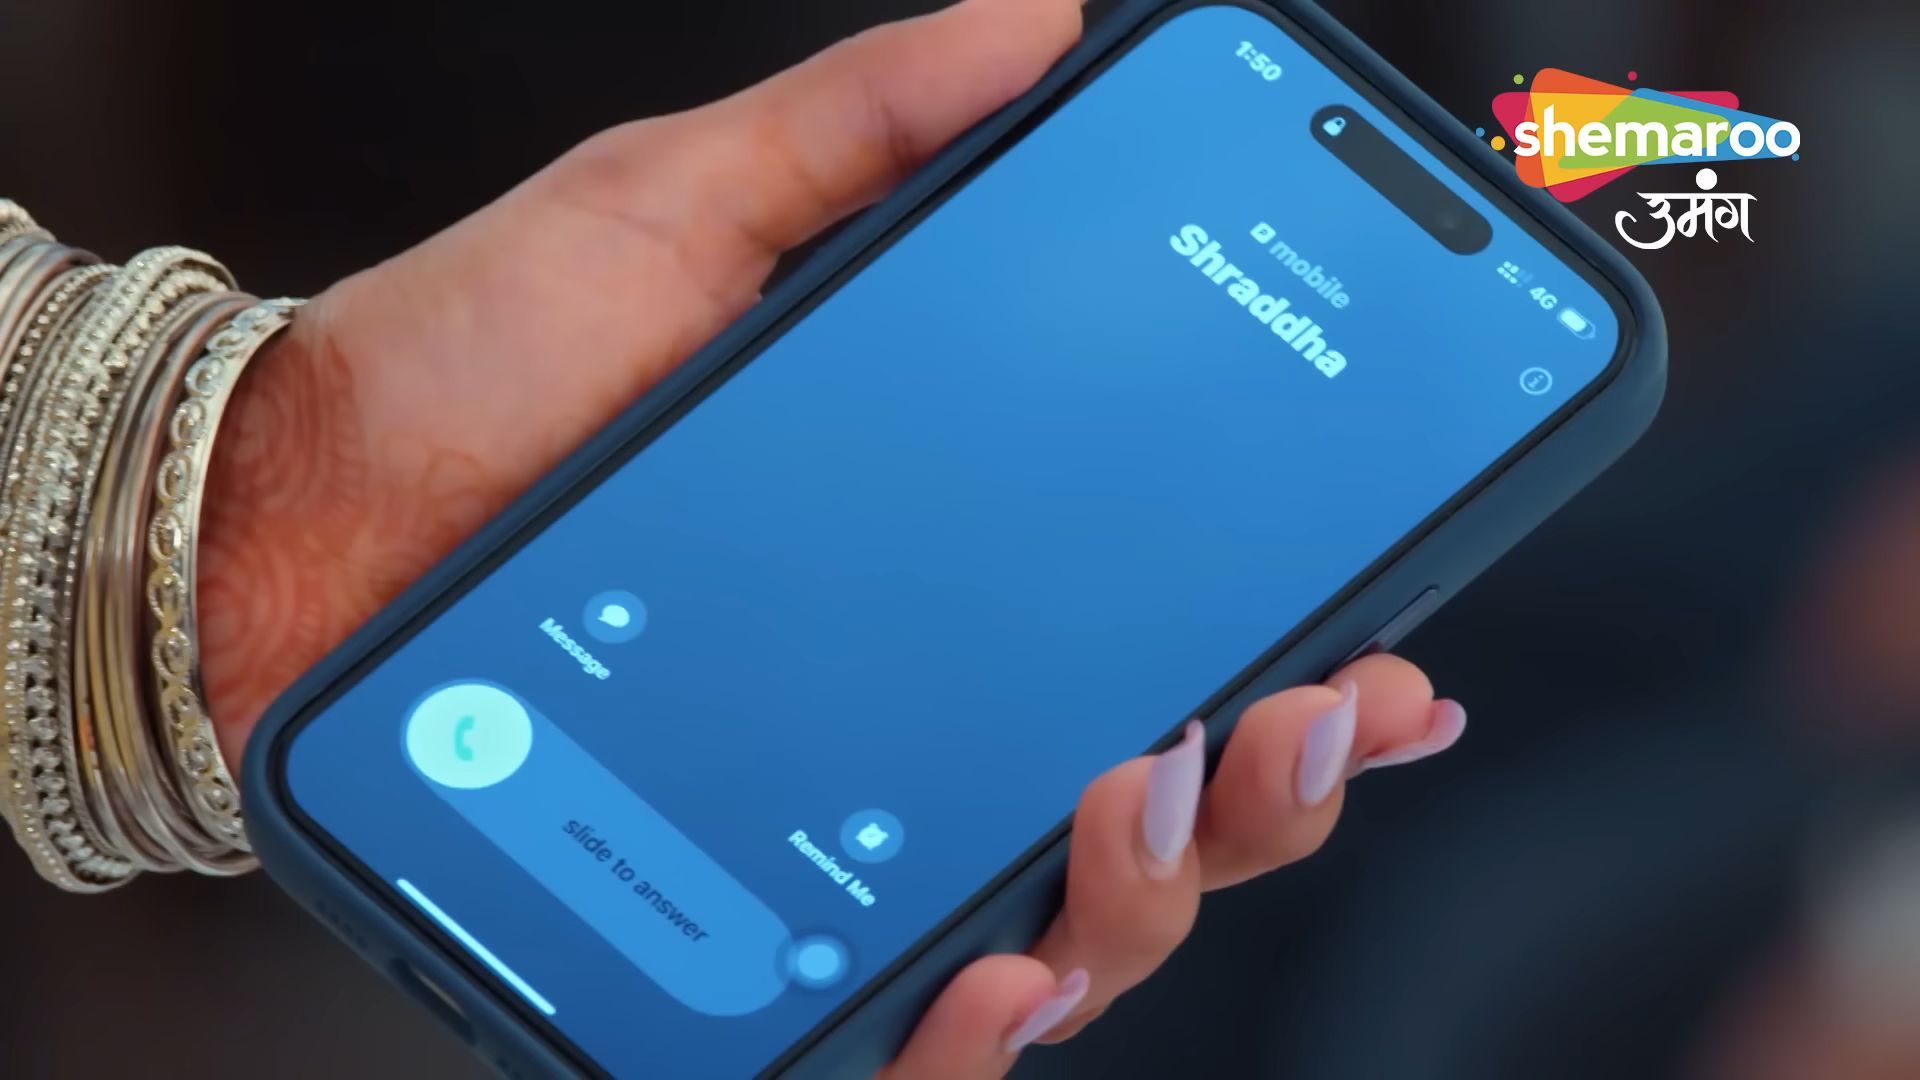 1:50
4G
P mobile
Shraddha
Message
Remind Me
slide to answer
shemaroo
उमंग